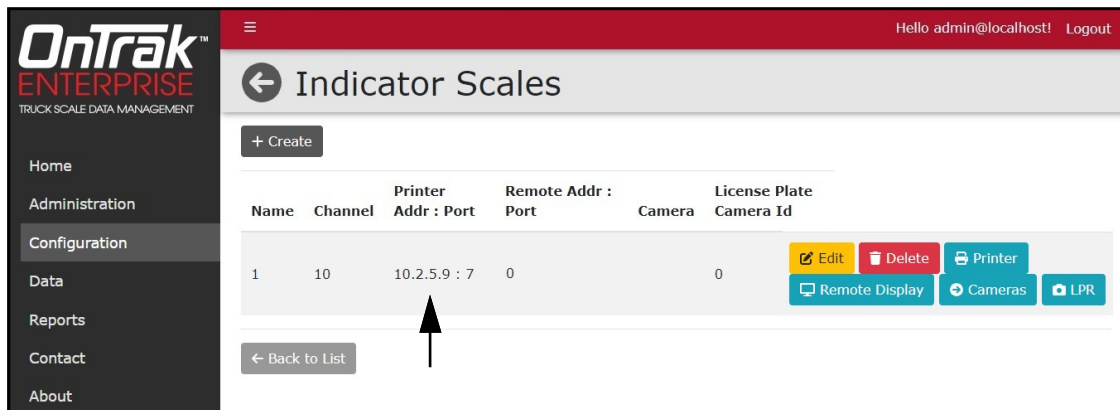 OnTrak™
ENTERPRISE
TRUCK SCALE DATA MANAGEMENT
Home
Administration
Configuration
Data
Reports
Contact
About
☰ Hello admin@localhost! Logout
Indicator Scales
+ Create
Name Channel Printer Addr : Port Remote Addr : Port Camera License Plate Camera Id
1 10 10.2.5.9 : 7 0 0 Edit Delete Printer
Remote Display Cameras LPR
← Back to List